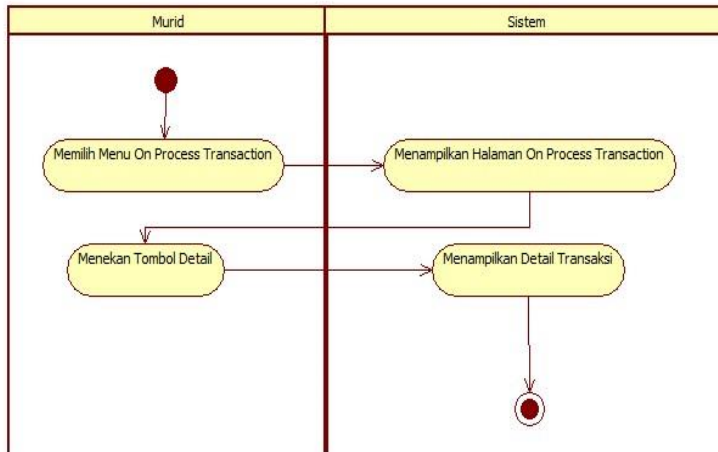 Murid
Sistem
Memilih Menu On Process Transaction
Menampilkan Halaman On Process Transaction
Menekan Tombol Detail
Menampilkan Detail Transaksi